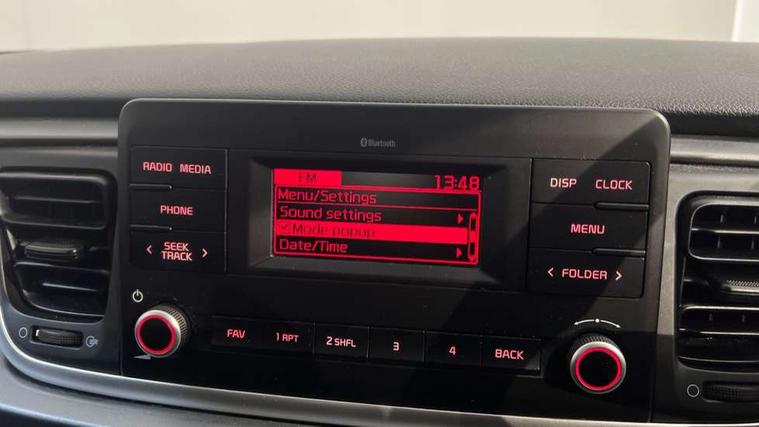 Bluetooth
RADIO MEDIA
PHONE
< SEEK TRACK >
FM 13:48
Menu/Settings
Sound settings
Mode popup
Date/Time
DISP CLOCK
MENU
< FOLDER >
FAV 1 RPT 2 SHFL 3 4 BACK